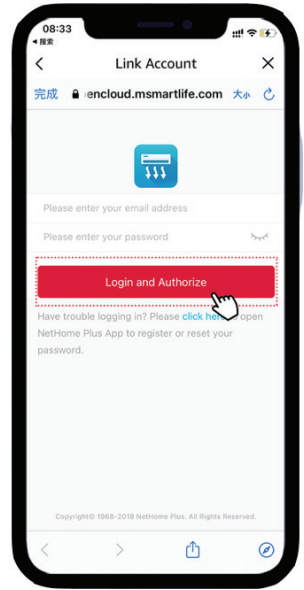 08:33
◀ 搜索
Link Account
完成 encloud.msmartlife.com 大小
Please enter your email address
Please enter your password
Login and Authorize
Have trouble logging in? Please click here open
NetHome Plus App to register or reset your
password.
Copyright© 1968-2018 NetHome Plus. All Rights Reserved.